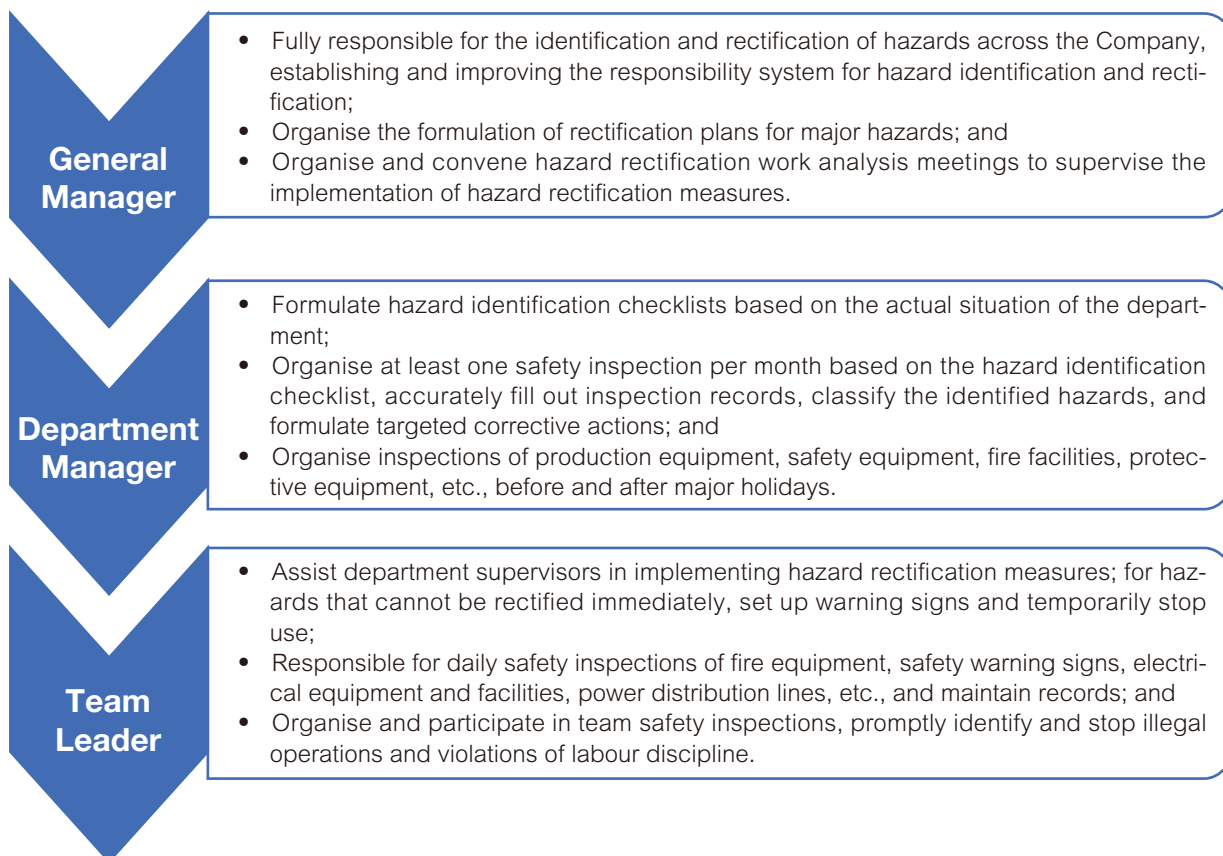 General
Manager
• Fully responsible for the identification and rectification of hazards across the Company,
establishing and improving the responsibility system for hazard identification and recti-
fication;
• Organise the formulation of rectification plans for major hazards; and
• Organise and convene hazard rectification work analysis meetings to supervise the
implementation of hazard rectification measures.
Department
Manager
• Formulate hazard identification checklists based on the actual situation of the depart-
ment;
• Organise at least one safety inspection per month based on the hazard identification
checklist, accurately fill out inspection records, classify the identified hazards, and
formulate targeted corrective actions; and
• Organise inspections of production equipment, safety equipment, fire facilities, protec-
tive equipment, etc., before and after major holidays.
Team
Leader
• Assist department supervisors in implementing hazard rectification measures; for haz-
ards that cannot be rectified immediately, set up warning signs and temporarily stop
use;
• Responsible for daily safety inspections of fire equipment, safety warning signs, electri-
cal equipment and facilities, power distribution lines, etc., and maintain records; and
• Organise and participate in team safety inspections, promptly identify and stop illegal
operations and violations of labour discipline.